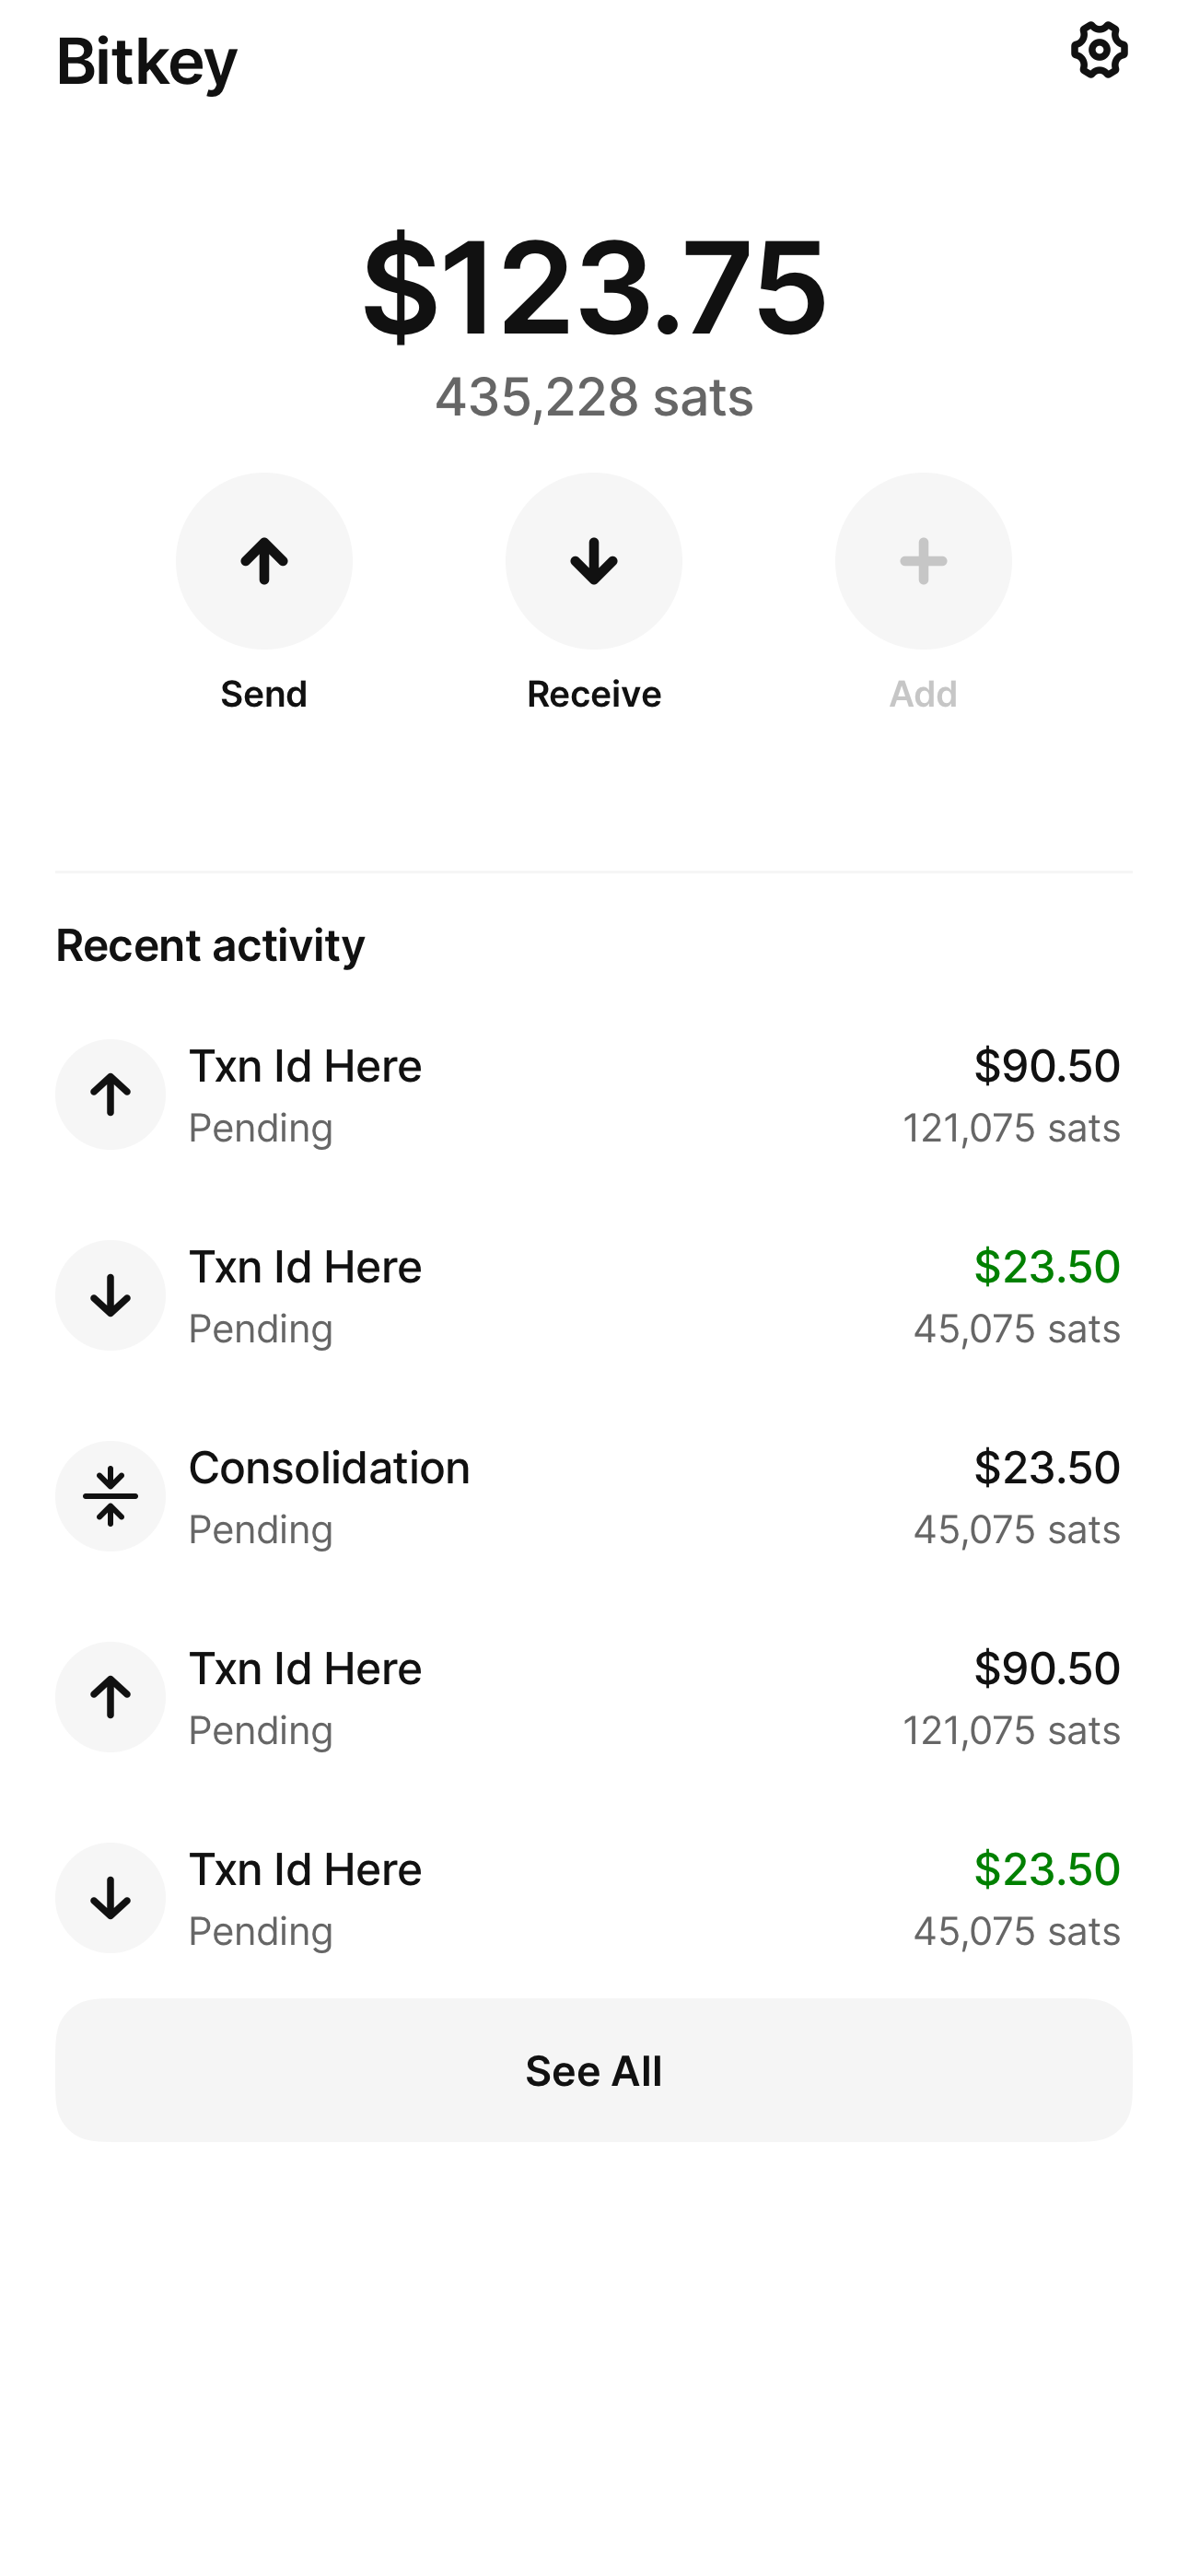 Bitkey
$123.75
435,228 sats
Send
Receive
Add
Recent activity
Txn Id Here
$90.50
Pending
121,075 sats
Txn Id Here
$23.50
Pending
45,075 sats
Consolidation
$23.50
Pending
45,075 sats
Txn Id Here
$90.50
Pending
121,075 sats
Txn Id Here
$23.50
Pending
45,075 sats
See All